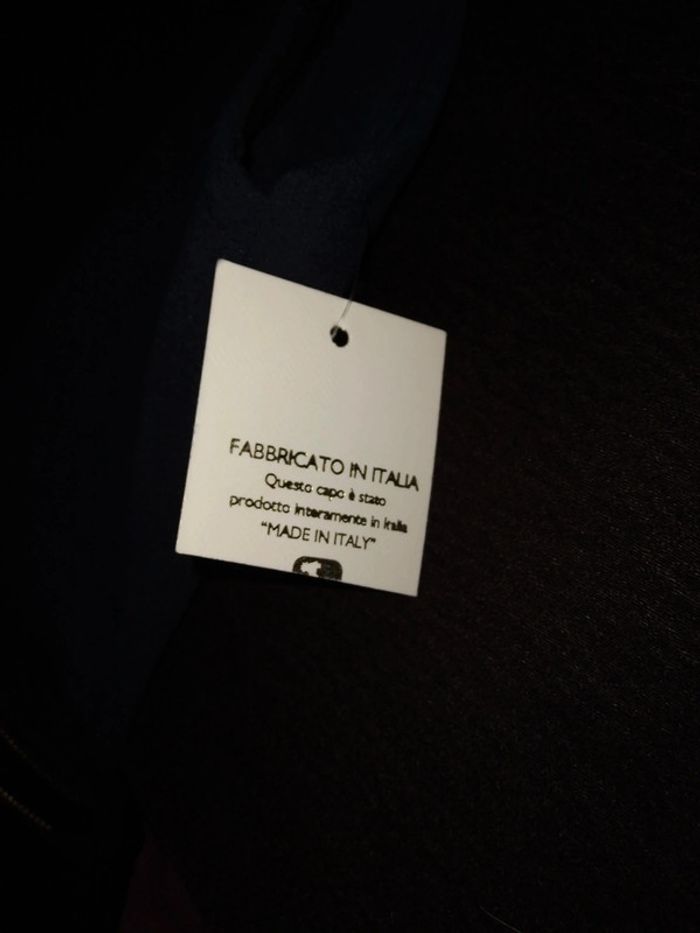 FABBRICATO IN ITALIA
Questo capo è stato
prodotto interamente in Italia
"MADE IN ITALY"